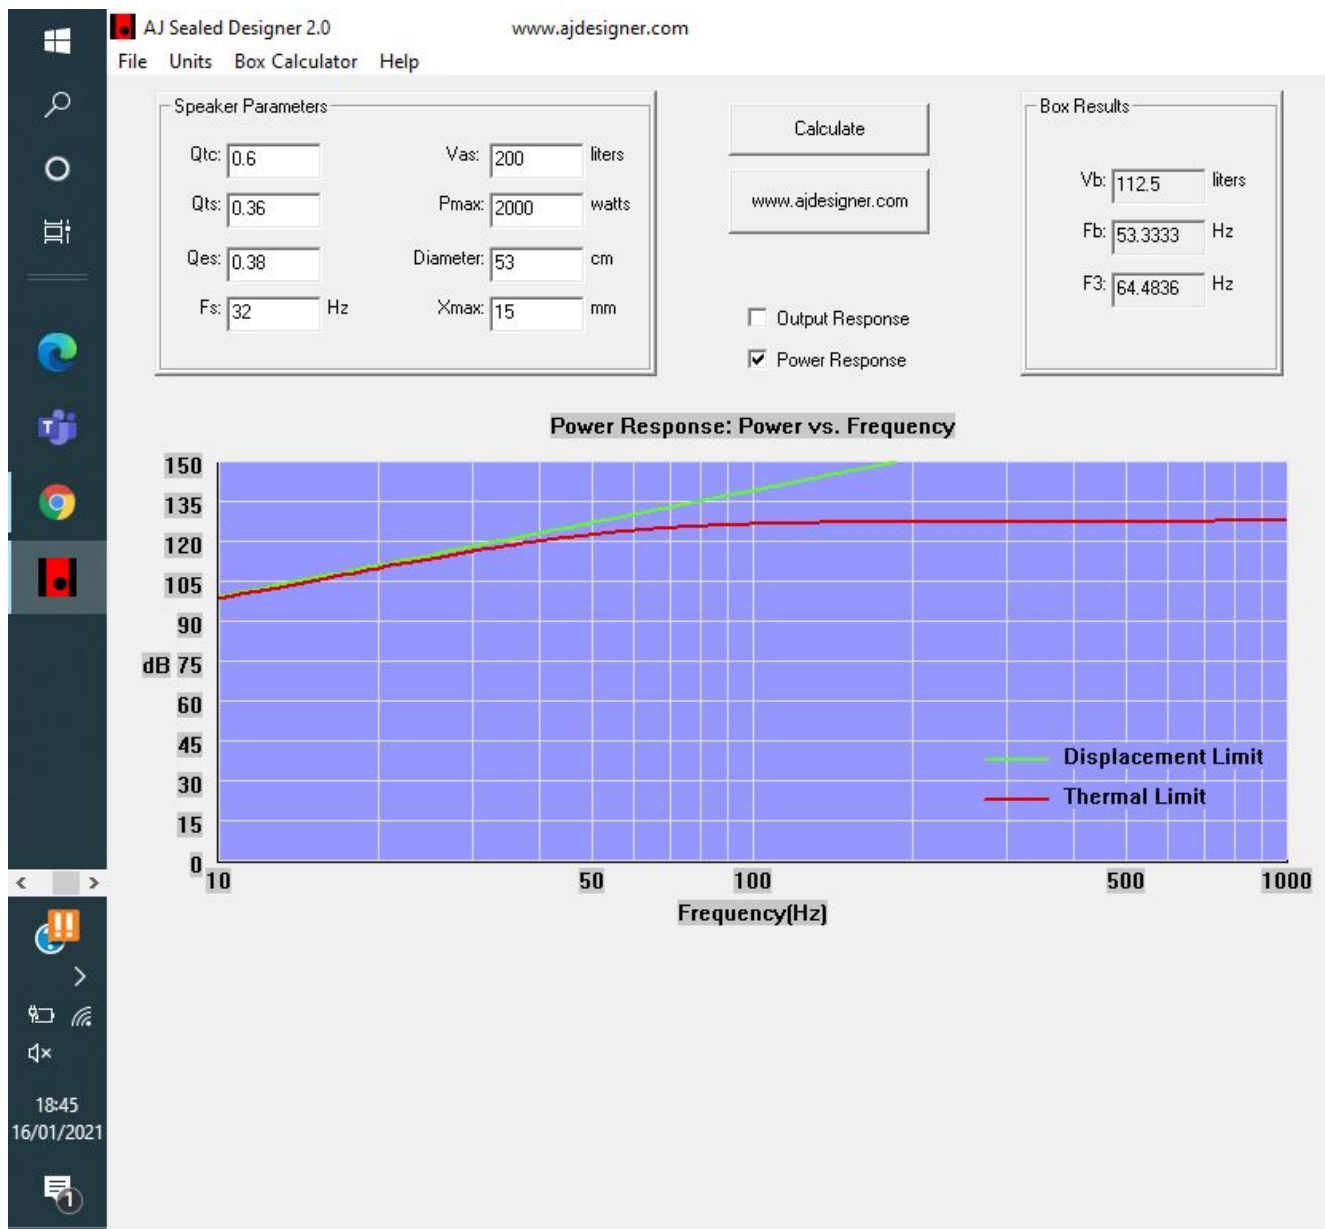 AJ Sealed Designer 2.0 www.ajdesigner.com
File Units Box Calculator Help
Speaker Parameters
Qtc: 0.6 Vas: 200 liters
Qts: 0.36 Pmax: 2000 watts
Qes: 0.38 Diameter: 53 cm
Fs: 32 Hz Xmax: 15 mm
Calculate
www.ajdesigner.com
Output Response
Power Response
Box Results
Vb: 112.5 liters
Fb: 53.3333 Hz
F3: 64.4836 Hz
Power Response: Power vs. Frequency
150
135
120
105
90
dB 75
60
45
30
15
0
Displacement Limit
Thermal Limit
10 50 100 500 1000
Frequency(Hz)
18:45
16/01/2021
1